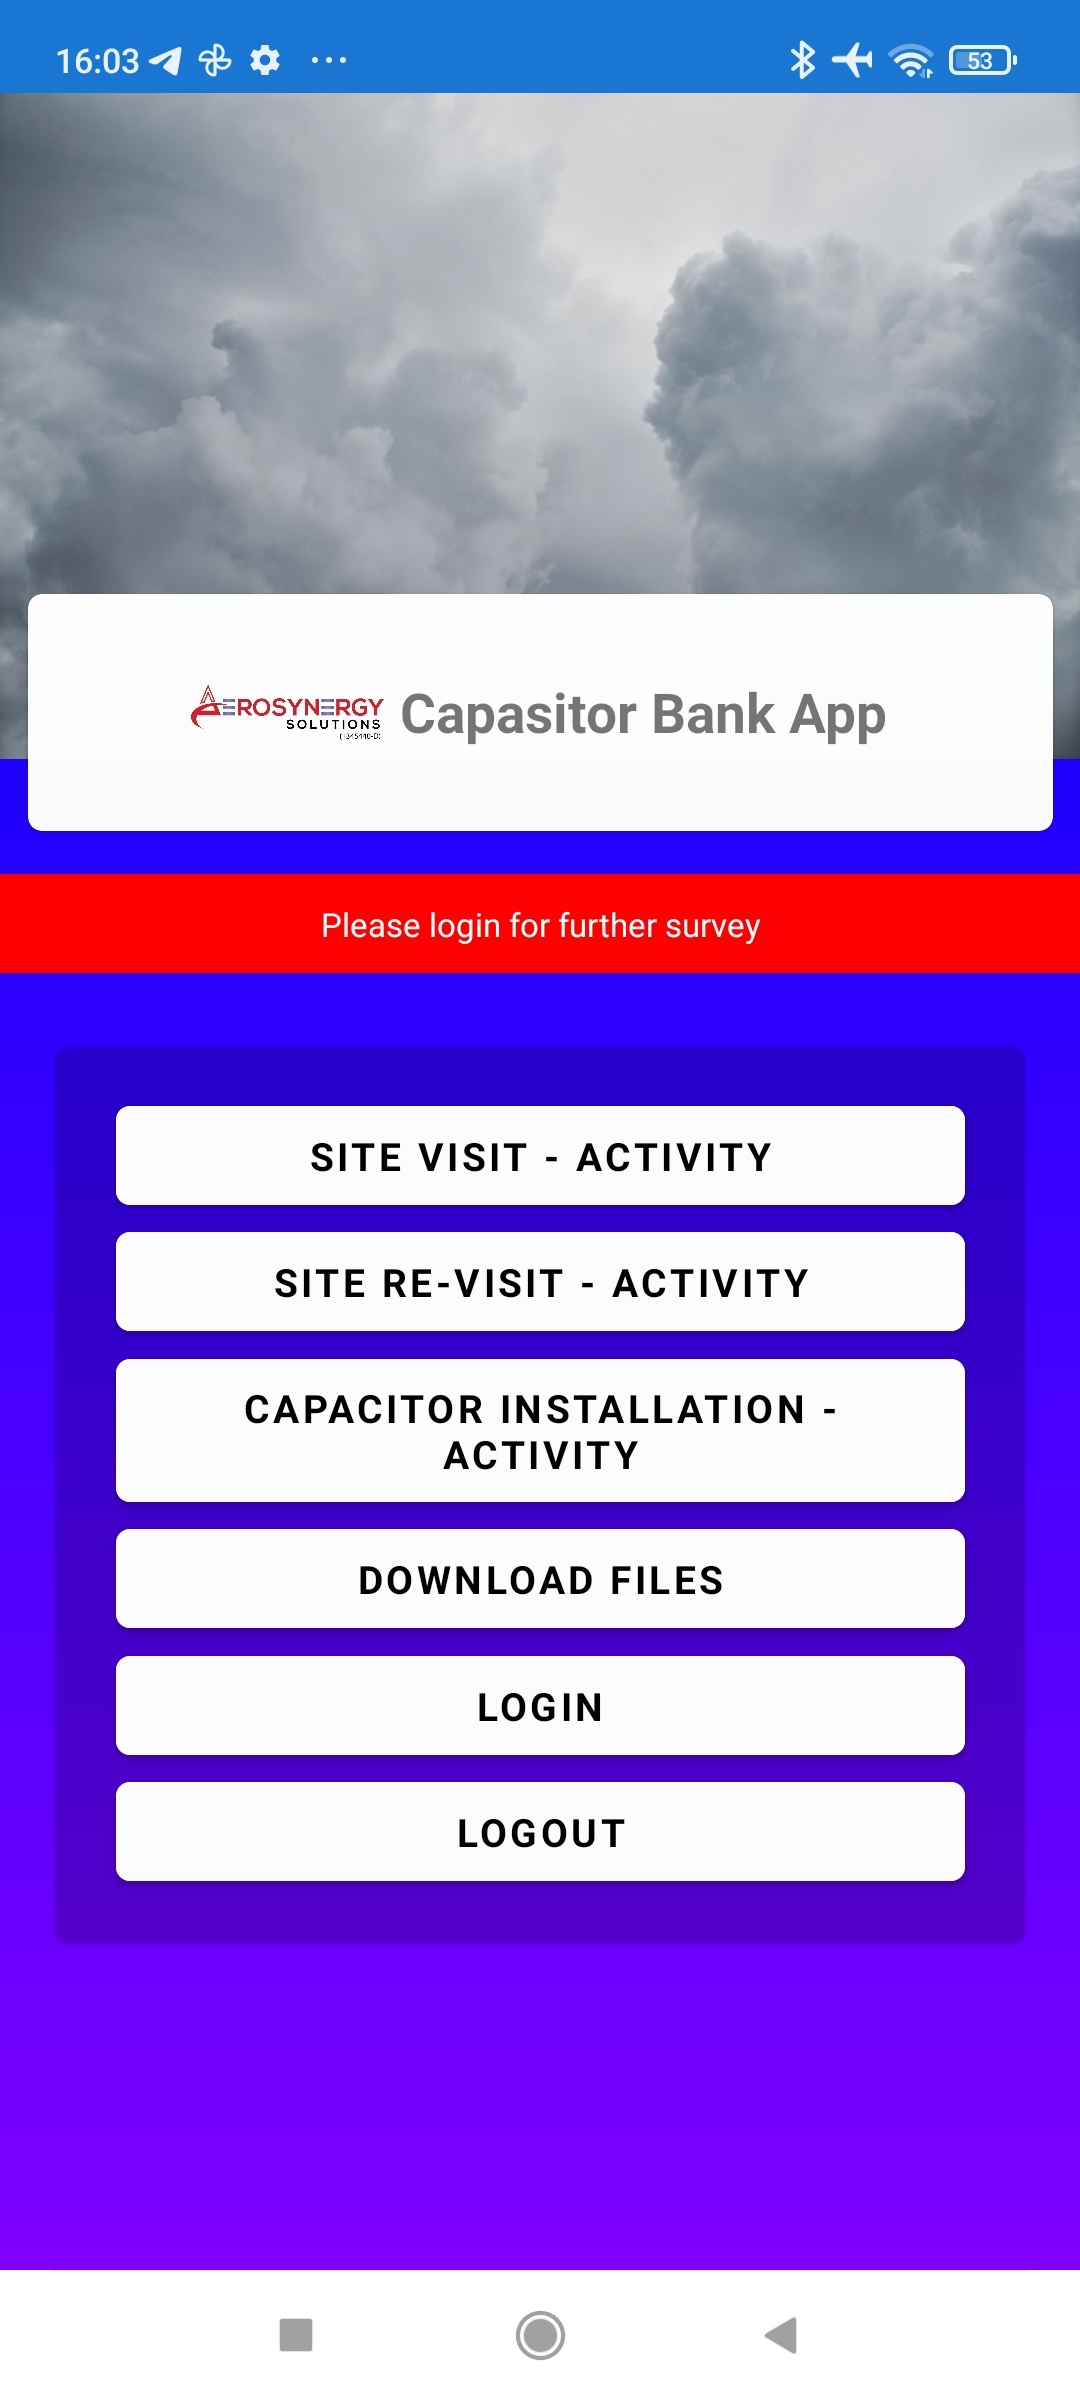 16:03
53
AEROSYNERGY
SOLUTIONS
(1345440-D)
Capasitor Bank App
Please login for further survey
SITE VISIT - ACTIVITY
SITE RE-VISIT - ACTIVITY
CAPACITOR INSTALLATION -
ACTIVITY
DOWNLOAD FILES
LOGIN
LOGOUT